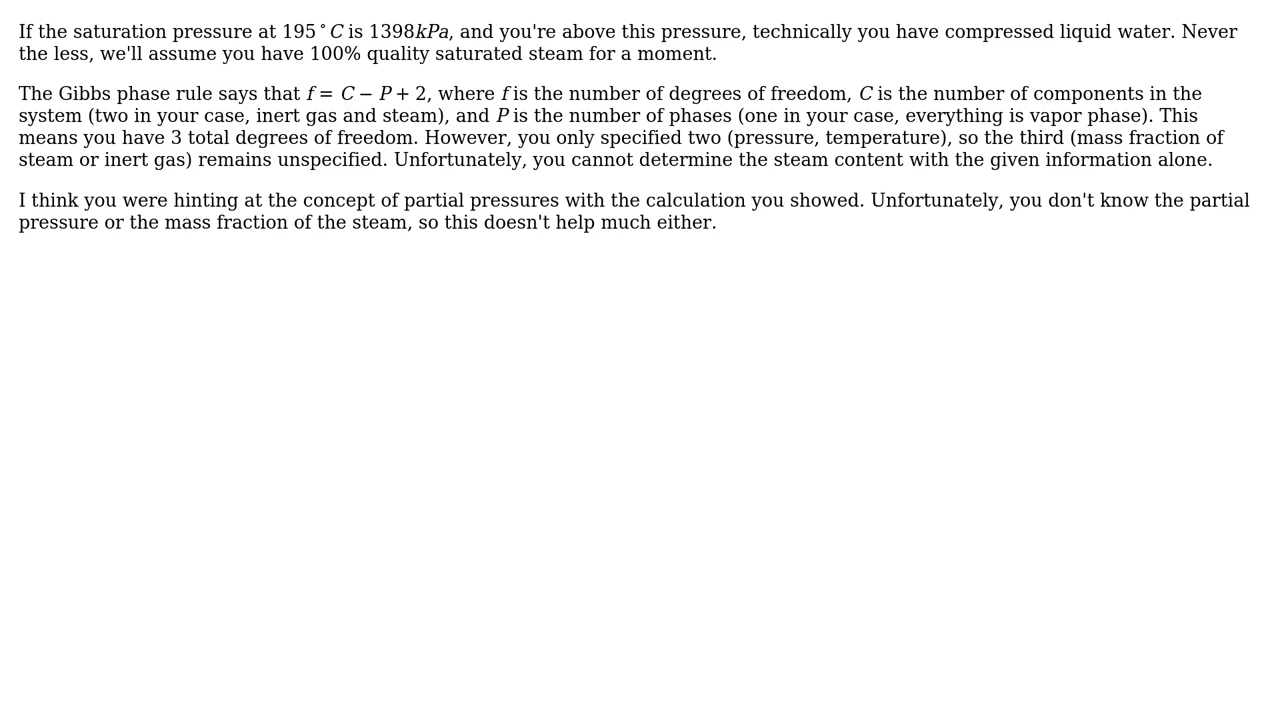 If the saturation pressure at 195°C is 1398kPa, and you're above this pressure, technically you have compressed liquid water. Never
the less, we'll assume you have 100% quality saturated steam for a moment.
The Gibbs phase rule says that f = C − P + 2, where f is the number of degrees of freedom, C is the number of components in the
system (two in your case, inert gas and steam), and P is the number of phases (one in your case, everything is vapor phase). This
means you have 3 total degrees of freedom. However, you only specified two (pressure, temperature), so the third (mass fraction of
steam or inert gas) remains unspecified. Unfortunately, you cannot determine the steam content with the given information alone.
I think you were hinting at the concept of partial pressures with the calculation you showed. Unfortunately, you don't know the partial
pressure or the mass fraction of the steam, so this doesn't help much either.